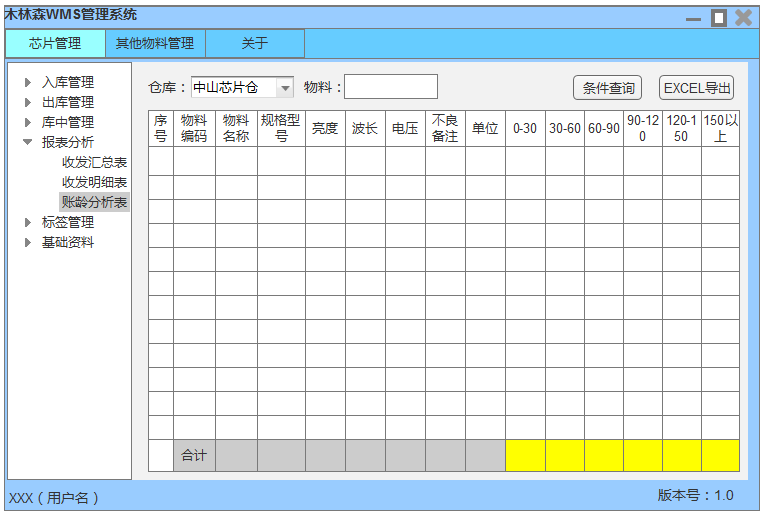 木林森WMS管理系统
芯片管理 其他物料管理 关于
入库管理
出库管理
库中管理
报表分析
收发汇总表
收发明细表
账龄分析表
标签管理
基础资料
仓库：中山芯片仓 物料： 条件查询 EXCEL导出
序号 物料编码 物料名称 规格型号 亮度 波长 电压 不良备注 单位 0-30 30-60 60-90 90-120 120-150 150以上
合计
XXX（用户名） 版本号：1.0